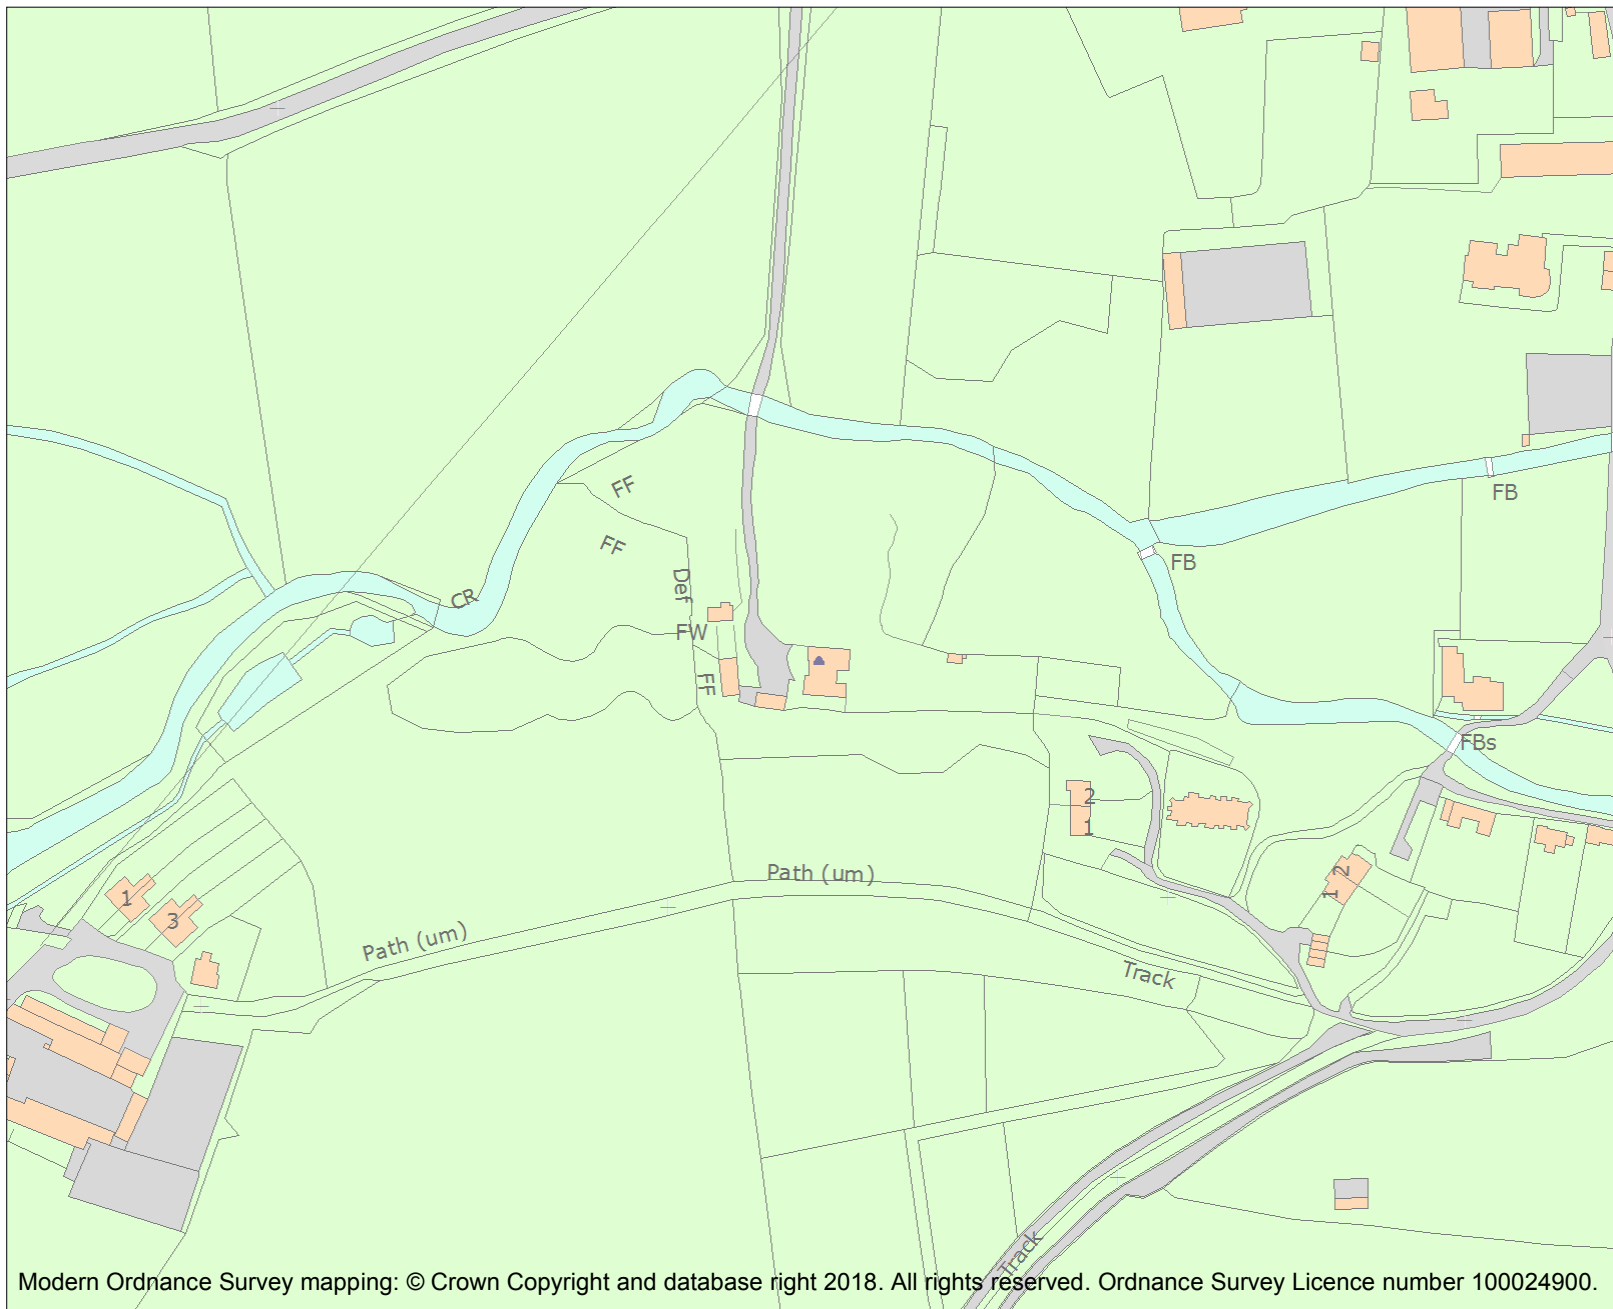 FB
FF
FF
FB
Def
CR
FW
FF
FBs
2
1
Path (um)
2
1
1
3
Path (um)
Track
Track
Modern Ordnance Survey mapping: © Crown Copyright and database right 2018. All rights reserved. Ordnance Survey Licence number 100024900.